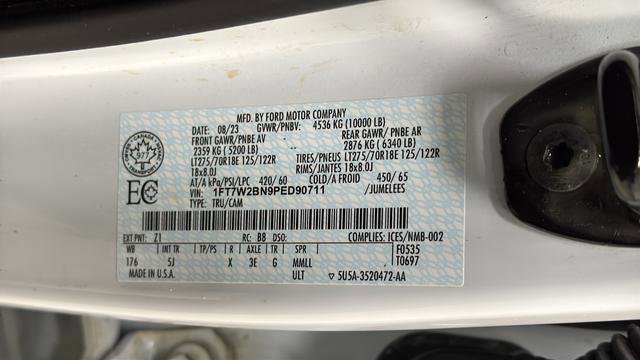 MFD. BY FORD MOTOR COMPANY
DATE: 08/23 GVWR/PNBV: 4536 KG (10000 LB)
FRONT GAWR/ PNBE AV REAR GAWR/ PNBE AR
2359 KG ( 5200 LB) 2876 KG ( 6340 LB)
LT275/70R18E 125/122R TIRES/PNEUS LT275/70R18E 125/122R
18x8.0J RIMS/JANTES 18x8.0J
AT/A kPa/PSI/LPC 420/60 COLD/A FROID 450/65
VIN: 1FT7W2BN9PED90711 /JUMELEES
TYPE: TRU/CAM
CANADA
977
EC
EXT PNT: Z1 RC: B8 DSO: COMPLIES: ICES/NMB-002
WB INT TR TP/PS R AXLE TR SPR F0535
176 5J X 3E G MMLL T0697
MADE IN U.S.A. ULT ▼ 5U5A-3520472-AA